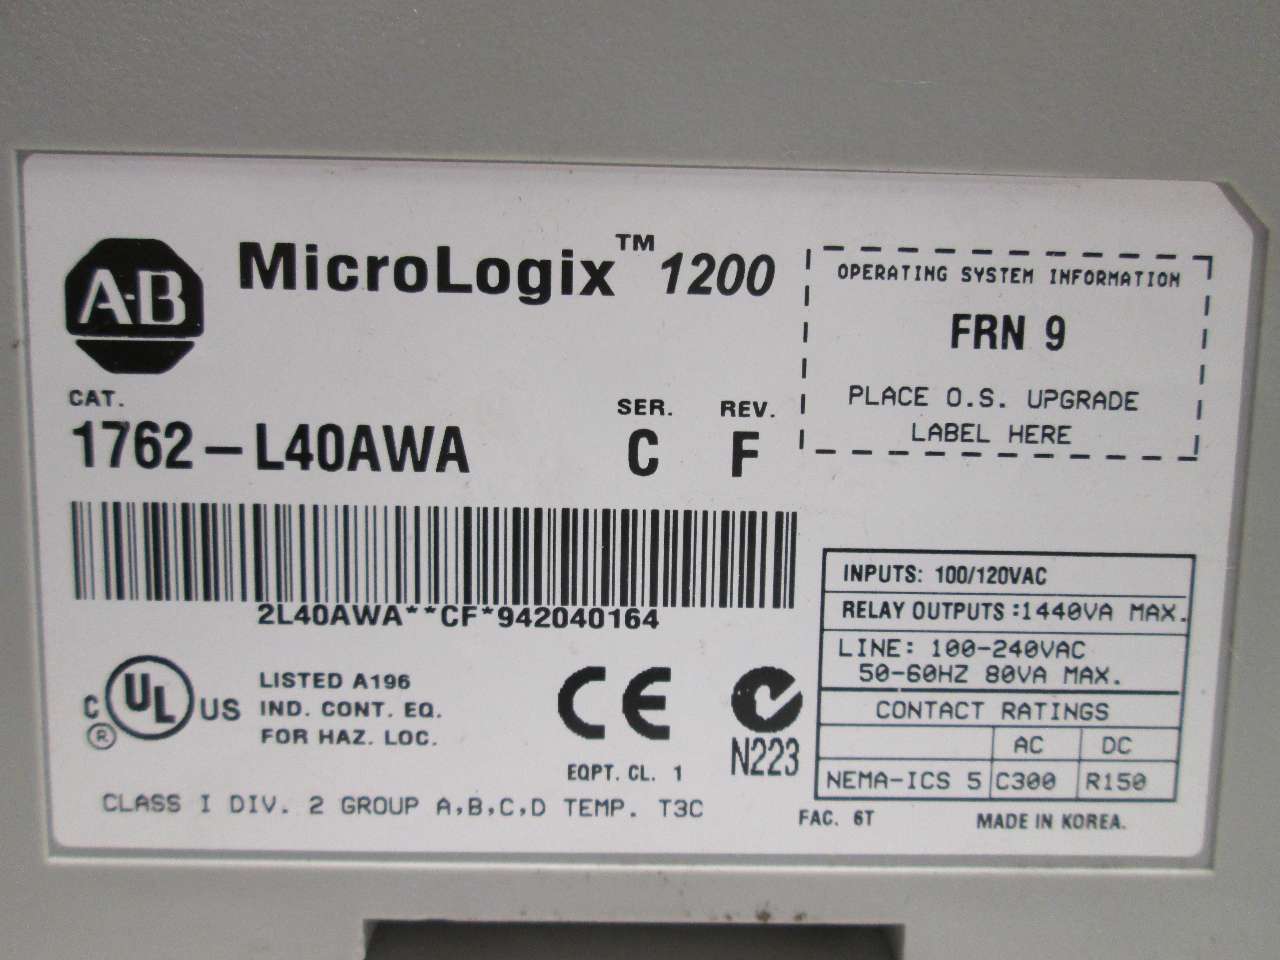 A-B
MicroLogix™ 1200
OPERATING SYSTEM INFORMATION
FRN 9
PLACE O.S. UPGRADE
LABEL HERE
CAT.
SER. REV.
1762-L40AWA C F
2L40AWA**CF*942040164
INPUTS: 100/120VAC
RELAY OUTPUTS:1440VA MAX.
LINE: 100-240VAC
50-60HZ 80VA MAX.
CONTACT RATINGS
AC DC
NEMA-ICS 5 C300 R150
C UL US
®
LISTED A196
IND. CONT. EQ.
FOR HAZ. LOC.
CE
N223
EQPT. CL. 1
CLASS I DIV. 2 GROUP A,B,C,D TEMP. T3C
FAC. 6T MADE IN KOREA.